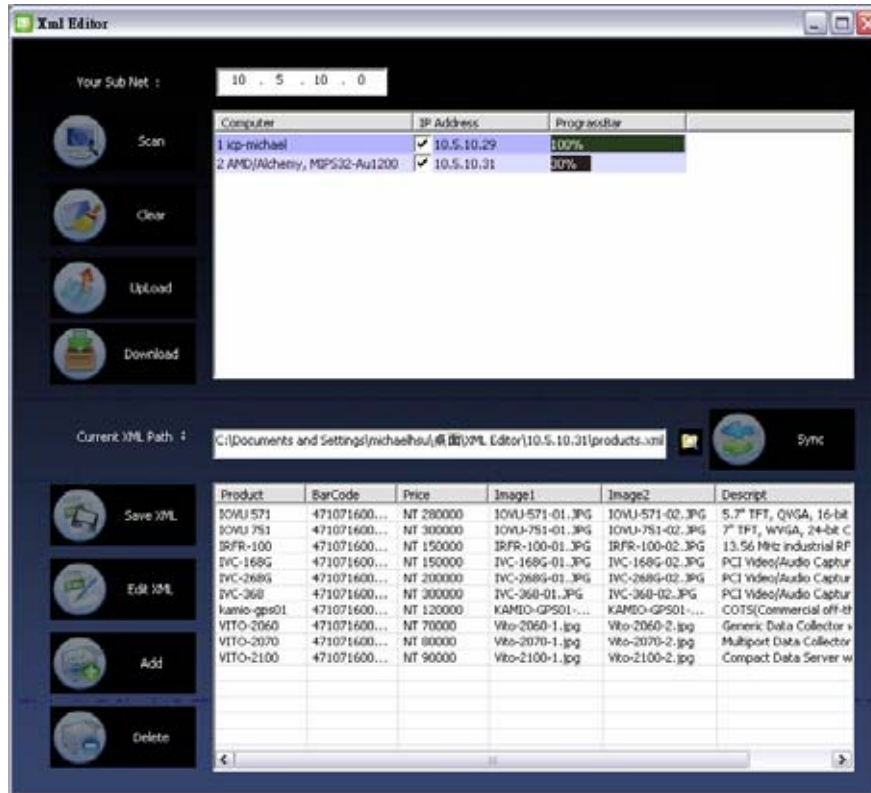 Xml Editor
Your Sub Net :
10 . 5 . 10 . 0
Scan
Clear
UpLoad
Download
Computer IP Address PrograssBar
1 icp-michael 10.5.10.29 100%
2 AMD/Alchemy, MIPS32-Au1200 10.5.10.31 30%
Current XML Path :
C:\Documents and Settings\michaelhsu\桌面\XML Editor\10.5.10.31\products.xml
Sync
Save XML
Edit XML
Add
Delete
Product BarCode Price Image1 Image2 Descript
IOVU 571 471071600... NT 280000 IOVU-571-01.JPG IOVU-571-02.JPG 5.7" TFT, QVGA, 16-bit
IOVU 751 471071600... NT 300000 IOVU-751-01.JPG IOVU-751-02.JPG 7" TFT, WVGA, 24-bit C
IRFR-100 471071600... NT 150000 IRFR-100-01.JPG IRFR-100-02.JPG 13.56 MHz industrial RF
IVC-168G 471071600... NT 150000 IVC-168G-01.JPG IVC-168G-02.JPG PCI Video/Audio Captur
IVC-268G 471071600... NT 200000 IVC-268G-01.JPG IVC-268G-02.JPG PCI Video/Audio Captur
IVC-368 471071600... NT 300000 IVC-368-01.JPG IVC-368-02.JPG PCI Video/Audio Captur
kamio-gps01 471071600... NT 120000 KAMIO-GPS01-... KAMIO-GPS01-... COTS(Commercial off-th
VITO-2060 471071600... NT 70000 Vito-2060-1.jpg Vito-2060-2.jpg Generic Data Collector w
VITO-2070 471071600... NT 80000 Vito-2070-1.jpg Vito-2070-2.jpg Multiport Data Collector
VITO-2100 471071600... NT 90000 Vito-2100-1.jpg Vito-2100-2.jpg Compact Data Server w